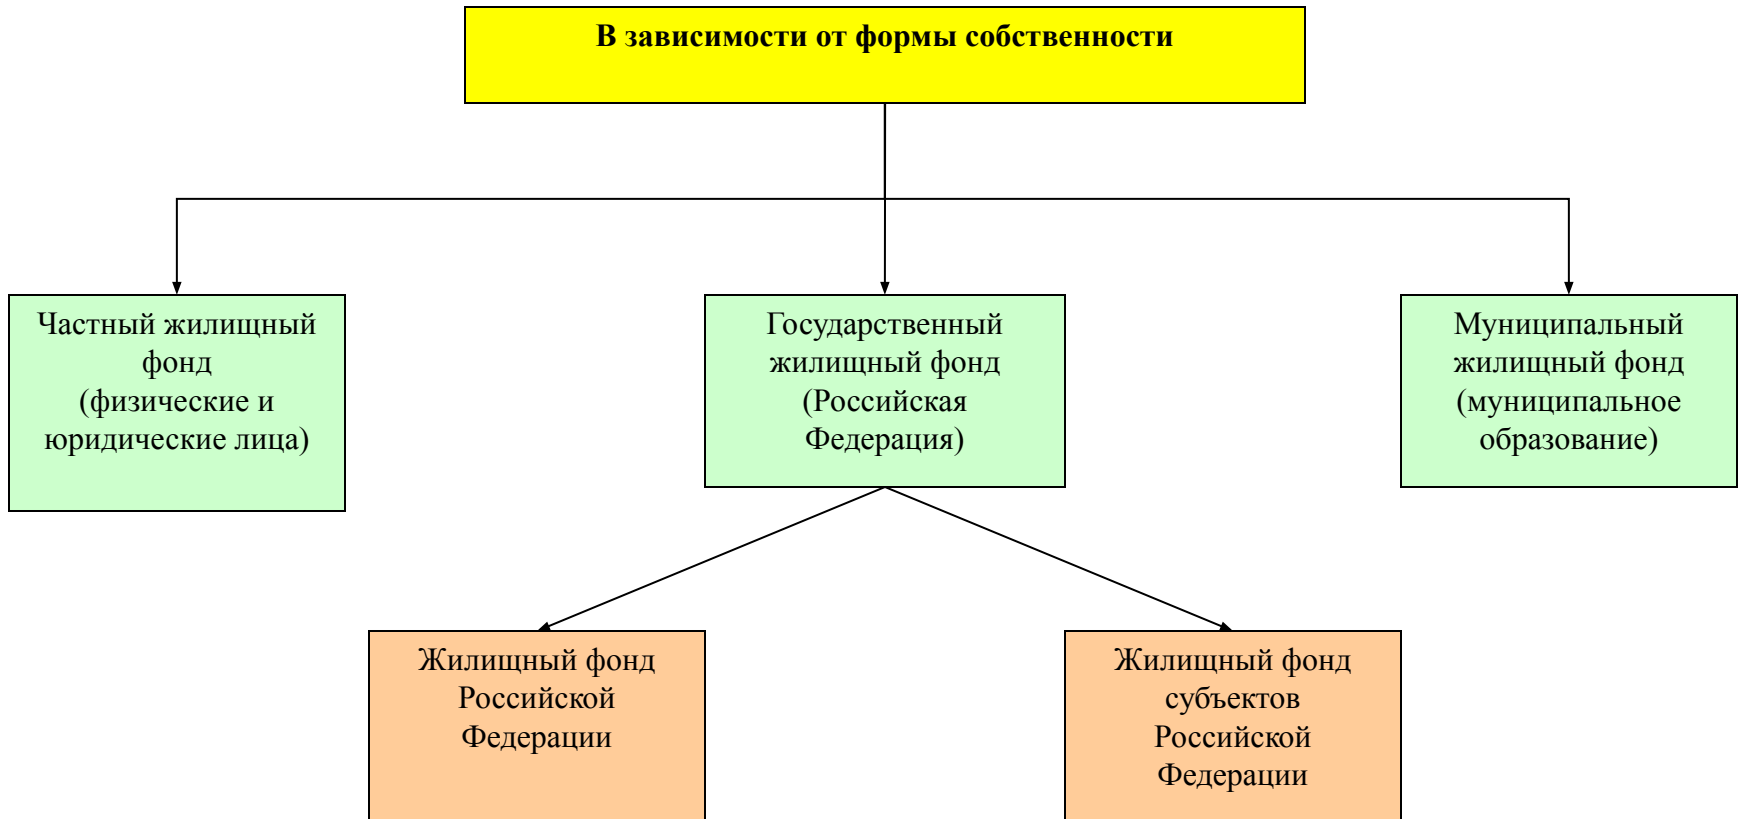 В зависимости от формы собственности
Частный жилищный
фонд
(физические и
юридические лица)
Государственный
жилищный фонд
(Российская
Федерация)
Муниципальный
жилищный фонд
(муниципальное
образование)
Жилищный фонд
Российской
Федерации
Жилищный фонд
субъектов
Российской
Федерации